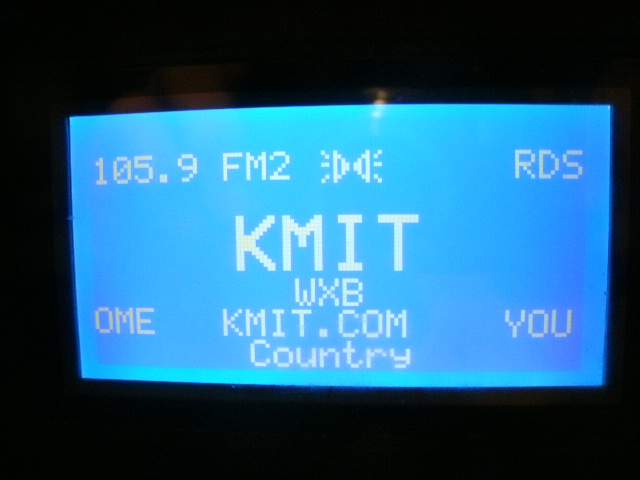 105.9 FM2 RDS
KMIT
WXB
OME KMIT.COM YOU
Country